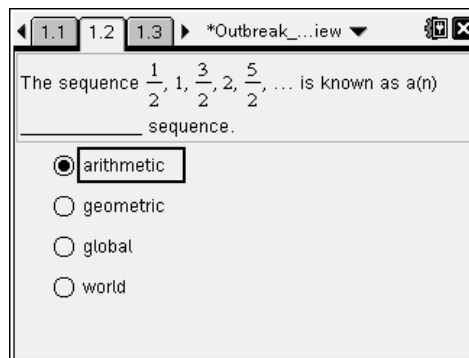 1.1 1.2 1.3 *Outbreak_...iew
The sequence 1/2, 1, 3/2, 2, 5/2, ... is known as a(n)
____________ sequence.
arithmetic
geometric
global
world